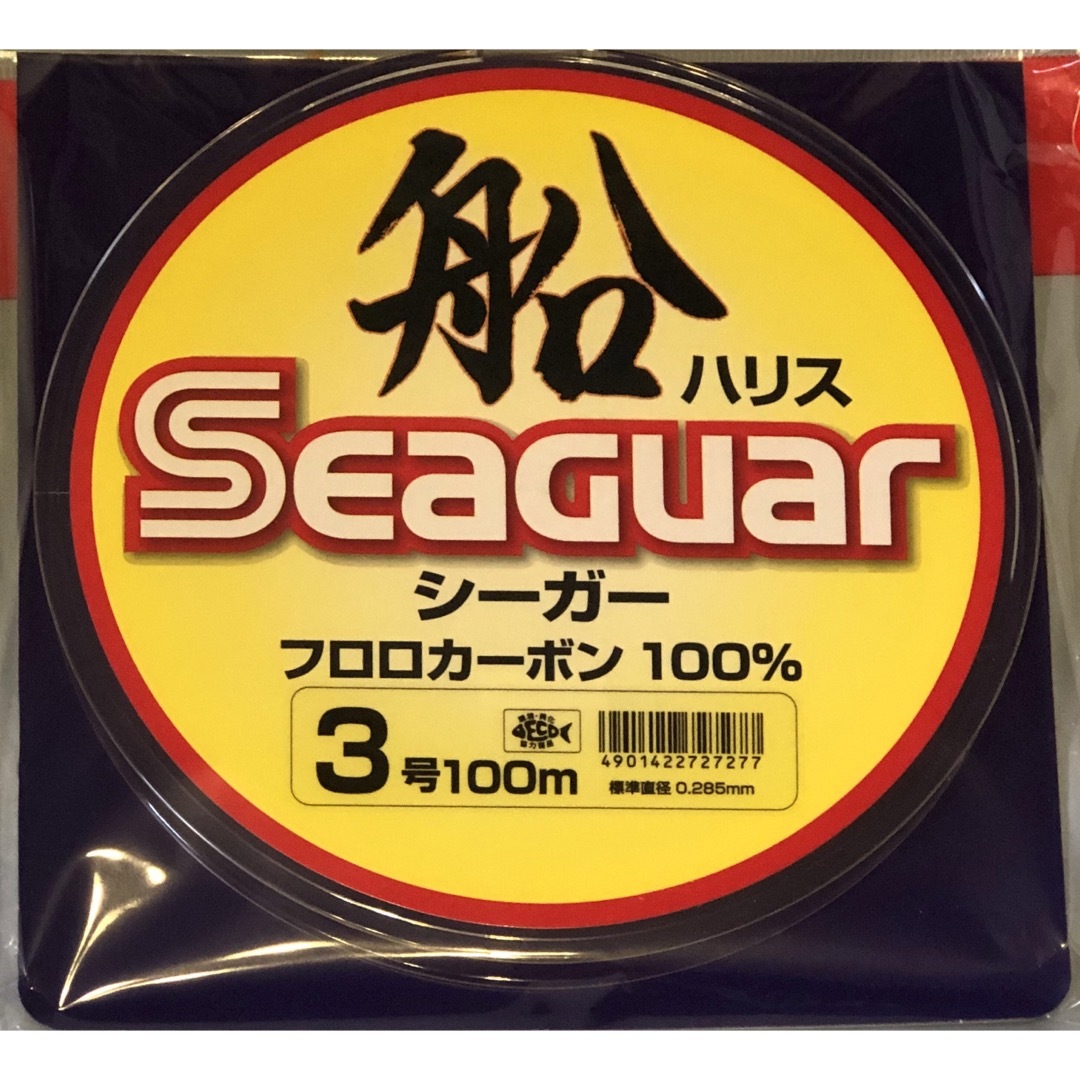 船
ハリス
SEAGUAR
シーガー
フロロカーボン 100%
3号100m
ECO
4901422727277
標準直径 0.285mm